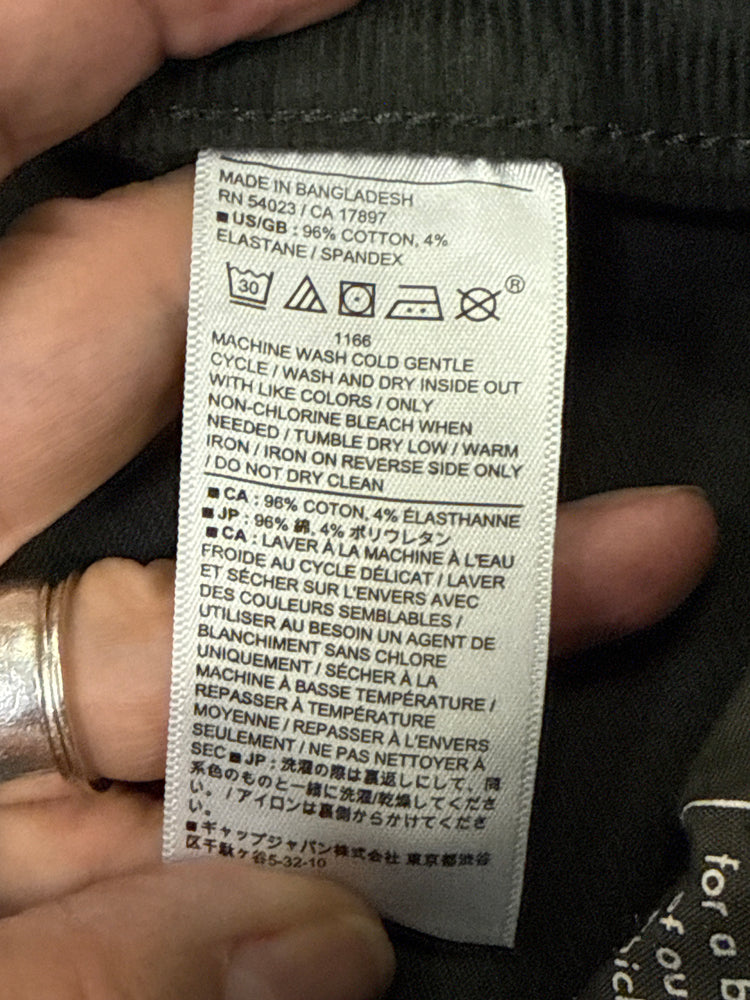 MADE IN BANGLADESH
RN 54023 / CA 17897
■ US/GB : 96% COTTON, 4%
ELASTANE / SPANDEX
30
®
1166
MACHINE WASH COLD GENTLE
CYCLE / WASH AND DRY INSIDE OUT
WITH LIKE COLORS / ONLY
NON-CHLORINE BLEACH WHEN
NEEDED / TUMBLE DRY LOW / WARM
IRON / IRON ON REVERSE SIDE ONLY
/ DO NOT DRY CLEAN
■ CA : 96% COTON, 4% ÉLASTHANNE
■ JP : 96% 綿, 4% ポリウレタン
■ CA : LAVER À LA MACHINE À L'EAU
FROIDE AU CYCLE DÉLICAT / LAVER
ET SÉCHER SUR L'ENVERS AVEC
DES COULEURS SEMBLABLES /
UTILISER AU BESOIN UN AGENT DE
BLANCHIMENT SANS CHLORE
UNIQUEMENT / SÉCHER À LA
MACHINE À BASSE TEMPÉRATURE /
REPASSER À TEMPÉRATURE
MOYENNE / REPASSER À L'ENVERS
SEULEMENT / NE PAS NETTOYER À
SEC ■ JP : 洗濯の際は裏返しにして、同
系色のものと一緒に洗濯/乾燥してくださ
い。 / アイロンは裏側からかけてくださ
い。
■ ギャップジャパン株式会社 東京都渋谷
区千駄ヶ谷5-32-10
for a